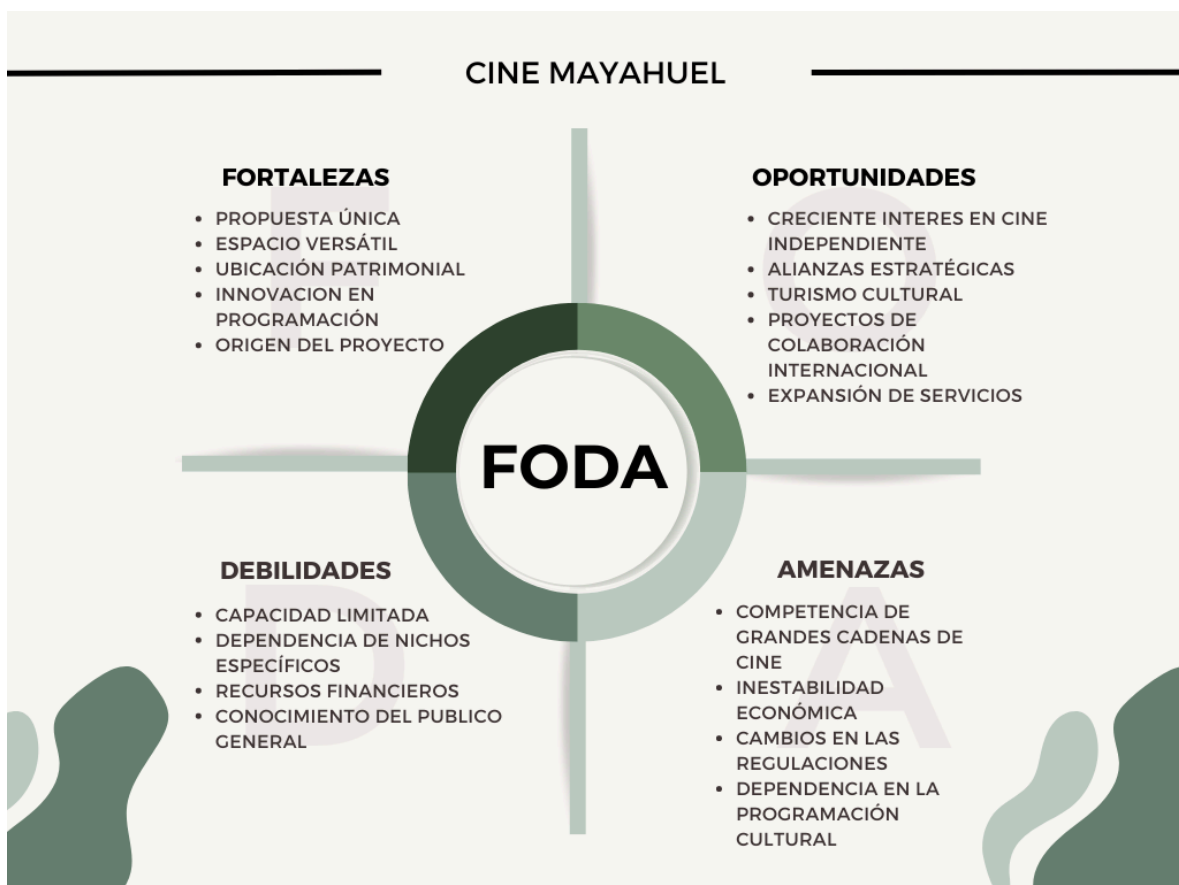 CINE MAYAHUEL
FORTALEZAS
• PROPUESTA ÚNICA
• ESPACIO VERSÁTIL
• UBICACIÓN PATRIMONIAL
• INNOVACION EN
PROGRAMACIÓN
• ORIGEN DEL PROYECTO
OPORTUNIDADES
• CRECIENTE INTERES EN CINE
INDEPENDIENTE
• ALIANZAS ESTRATÉGICAS
• TURISMO CULTURAL
• PROYECTOS DE
COLABORACIÓN
INTERNACIONAL
• EXPANSIÓN DE SERVICIOS
FODA
DEBILIDADES
• CAPACIDAD LIMITADA
• DEPENDENCIA DE NICHOS
ESPECÍFICOS
• RECURSOS FINANCIEROS
• CONOCIMIENTO DEL PUBLICO
GENERAL
AMENAZAS
• COMPETENCIA DE
GRANDES CADENAS DE
CINE
• INESTABILIDAD
ECONÓMICA
• CAMBIOS EN LAS
REGULACIONES
• DEPENDENCIA EN LA
PROGRAMACIÓN
CULTURAL
F
O
D
A